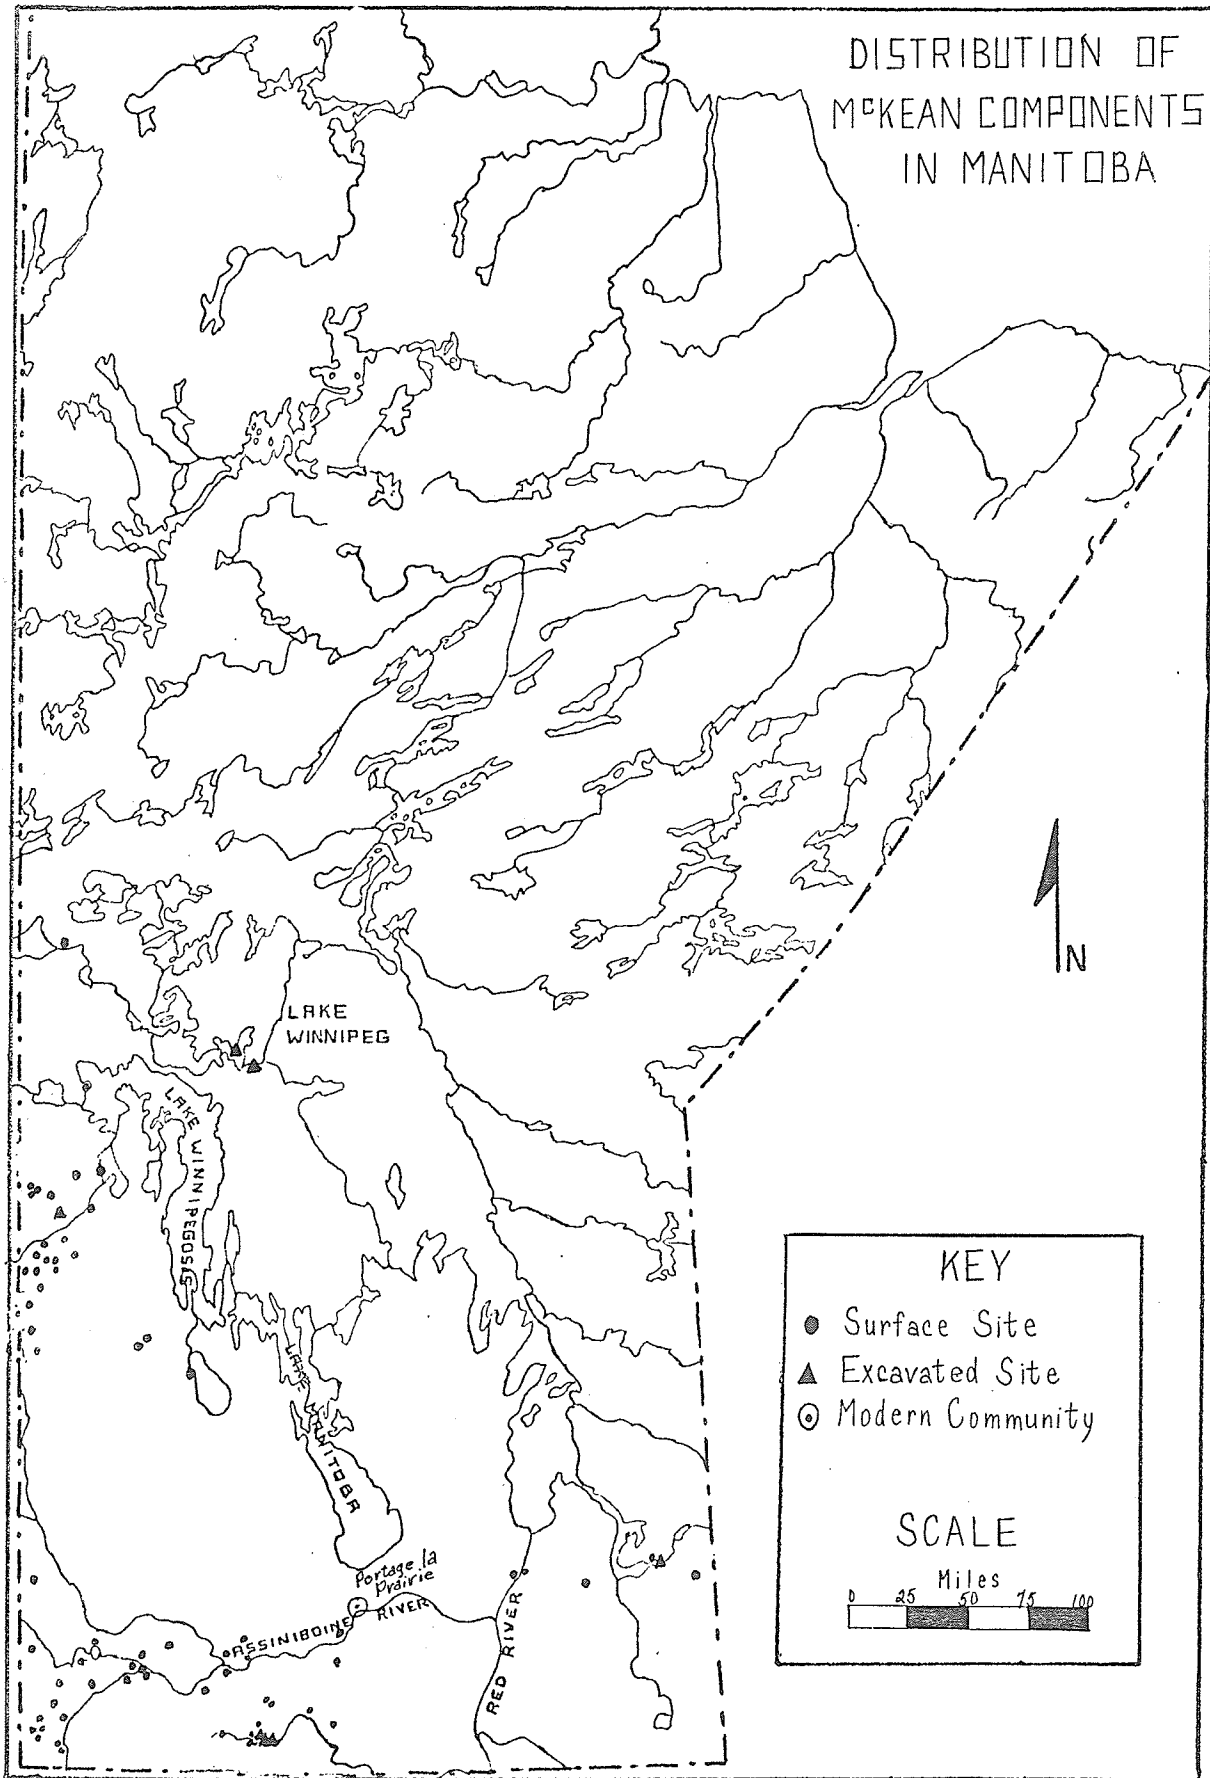 DISTRIBUTION OF
McKEAN COMPONENTS
IN MANITOBA
N
LAKE
WINNIPEG
LAKE WINNIPEGOSIS
LAKE MANITOBA
Portage la
Prairie
ASSINIBOINE RIVER
RED RIVER
KEY
Surface Site
Excavated Site
Modern Community
SCALE
Miles
0 25 50 75 100